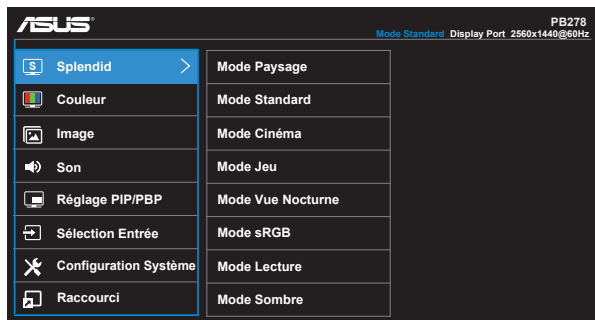 ASUS
PB278
Mode Standard Display Port 2560x1440@60Hz
S Splendid
Couleur
Image
Son
Réglage PIP/PBP
Sélection Entrée
Configuration Système
Raccourci
Mode Paysage
Mode Standard
Mode Cinéma
Mode Jeu
Mode Vue Nocturne
Mode sRGB
Mode Lecture
Mode Sombre